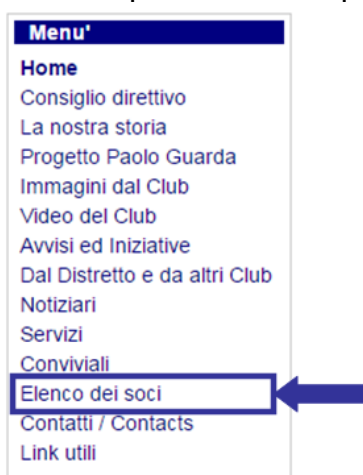 Menu'
Home
Consiglio direttivo
La nostra storia
Progetto Paolo Guarda
Immagini dal Club
Video del Club
Avvisi ed Iniziative
Dal Distretto e da altri Club
Notiziari
Servizi
Conviviali
Elenco dei soci
Contatti / Contacts
Link utili